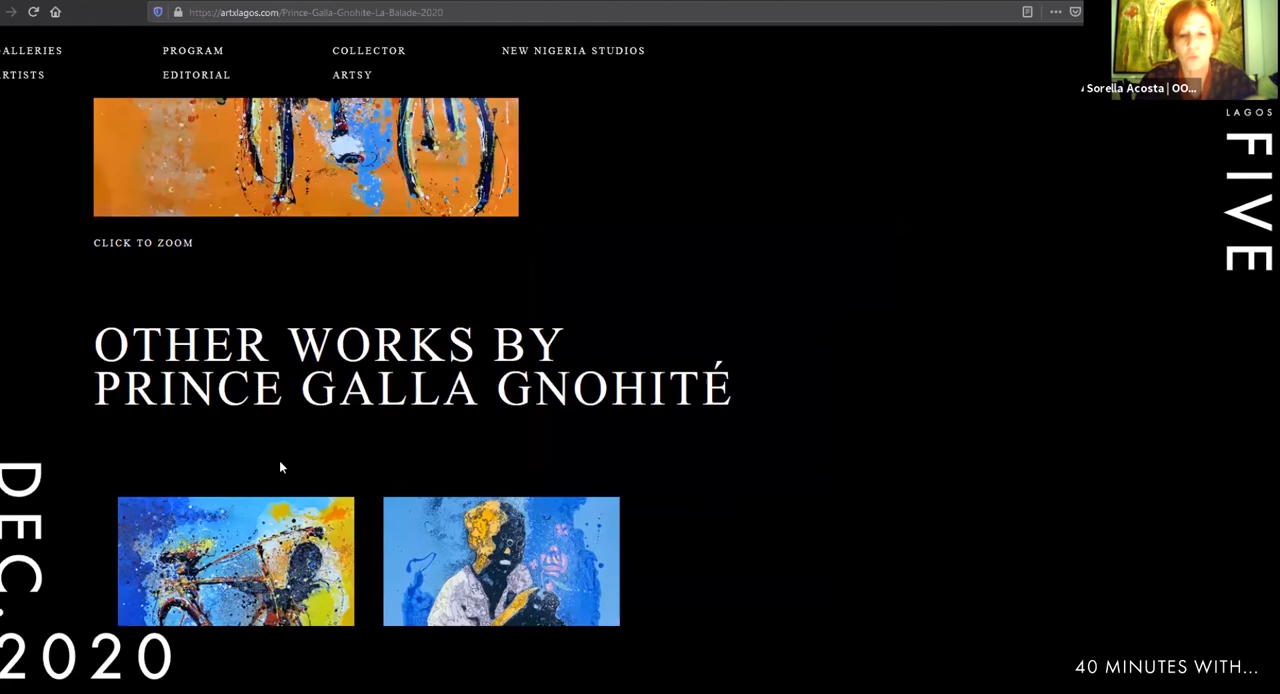 https://artxlagos.com/Prince-Galla-Gnohite-La-Balade-2020
Sorella Acosta | OO...
ALLERIES
PROGRAM
COLLECTOR
NEW NIGERIA STUDIOS
RTISTS
EDITORIAL
ARTSY
LAGOS
FIVE
CLICK TO ZOOM
OTHER WORKS BY
PRINCE GALLA GNOHITÉ
DEC.
2020
40 MINUTES WITH...